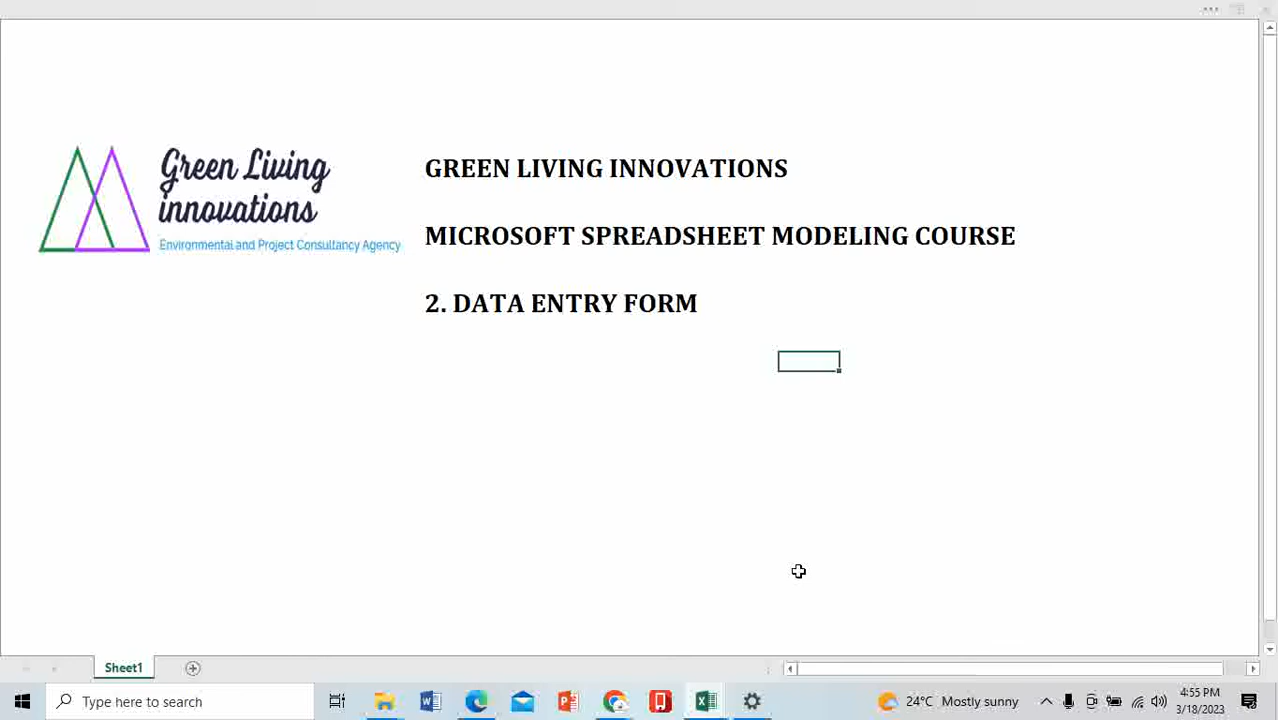 Green Living
innovations
Environmental and Project Consultancy Agency
GREEN LIVING INNOVATIONS
MICROSOFT SPREADSHEET MODELING COURSE
2. DATA ENTRY FORM
Sheet1
Type here to search
24°C Mostly sunny
4:55 PM
3/18/2023